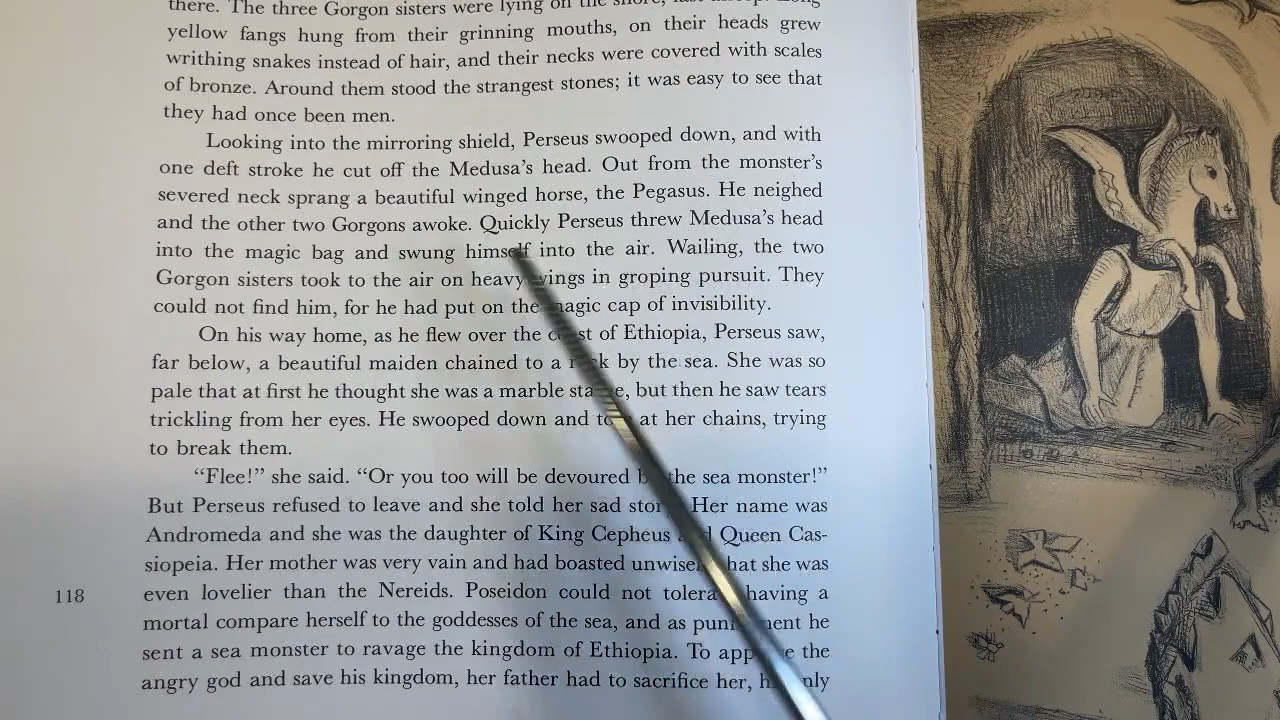 there. The three Gorgon sisters were lying on the
yellow fangs hung from their grinning mouths, on their heads grew
writhing snakes instead of hair, and their necks were covered with scales
of bronze. Around them stood the strangest stones; it was easy to see that
they had once been men.
Looking into the mirroring shield, Perseus swooped down, and with
one deft stroke he cut off the Medusa's head. Out from the monster's
severed neck sprang a beautiful winged horse, the Pegasus. He neighed
and the other two Gorgons awoke. Quickly Perseus threw Medusa's head
into the magic bag and swung himself into the air. Wailing, the two
Gorgon sisters took to the air on heavy wings in groping pursuit. They
could not find him, for he had put on the magic cap of invisibility.
On his way home, as he flew over the coast of Ethiopia, Perseus saw,
far below, a beautiful maiden chained to a rock by the sea. She was so
pale that at first he thought she was a marble statue, but then he saw tears
trickling from her eyes. He swooped down and tore at her chains, trying
to break them.
"Flee!" she said. "Or you too will be devoured by the sea monster!"
But Perseus refused to leave and she told her sad story. Her name was
Andromeda and she was the daughter of King Cepheus and Queen Cas-
siopeia. Her mother was very vain and had boasted unwisely that she was
118
even lovelier than the Nereids. Poseidon could not tolerate having a
mortal compare herself to the goddesses of the sea, and as punishment he
sent a sea monster to ravage the kingdom of Ethiopia. To appease the
angry god and save his kingdom, her father had to sacrifice her, his only